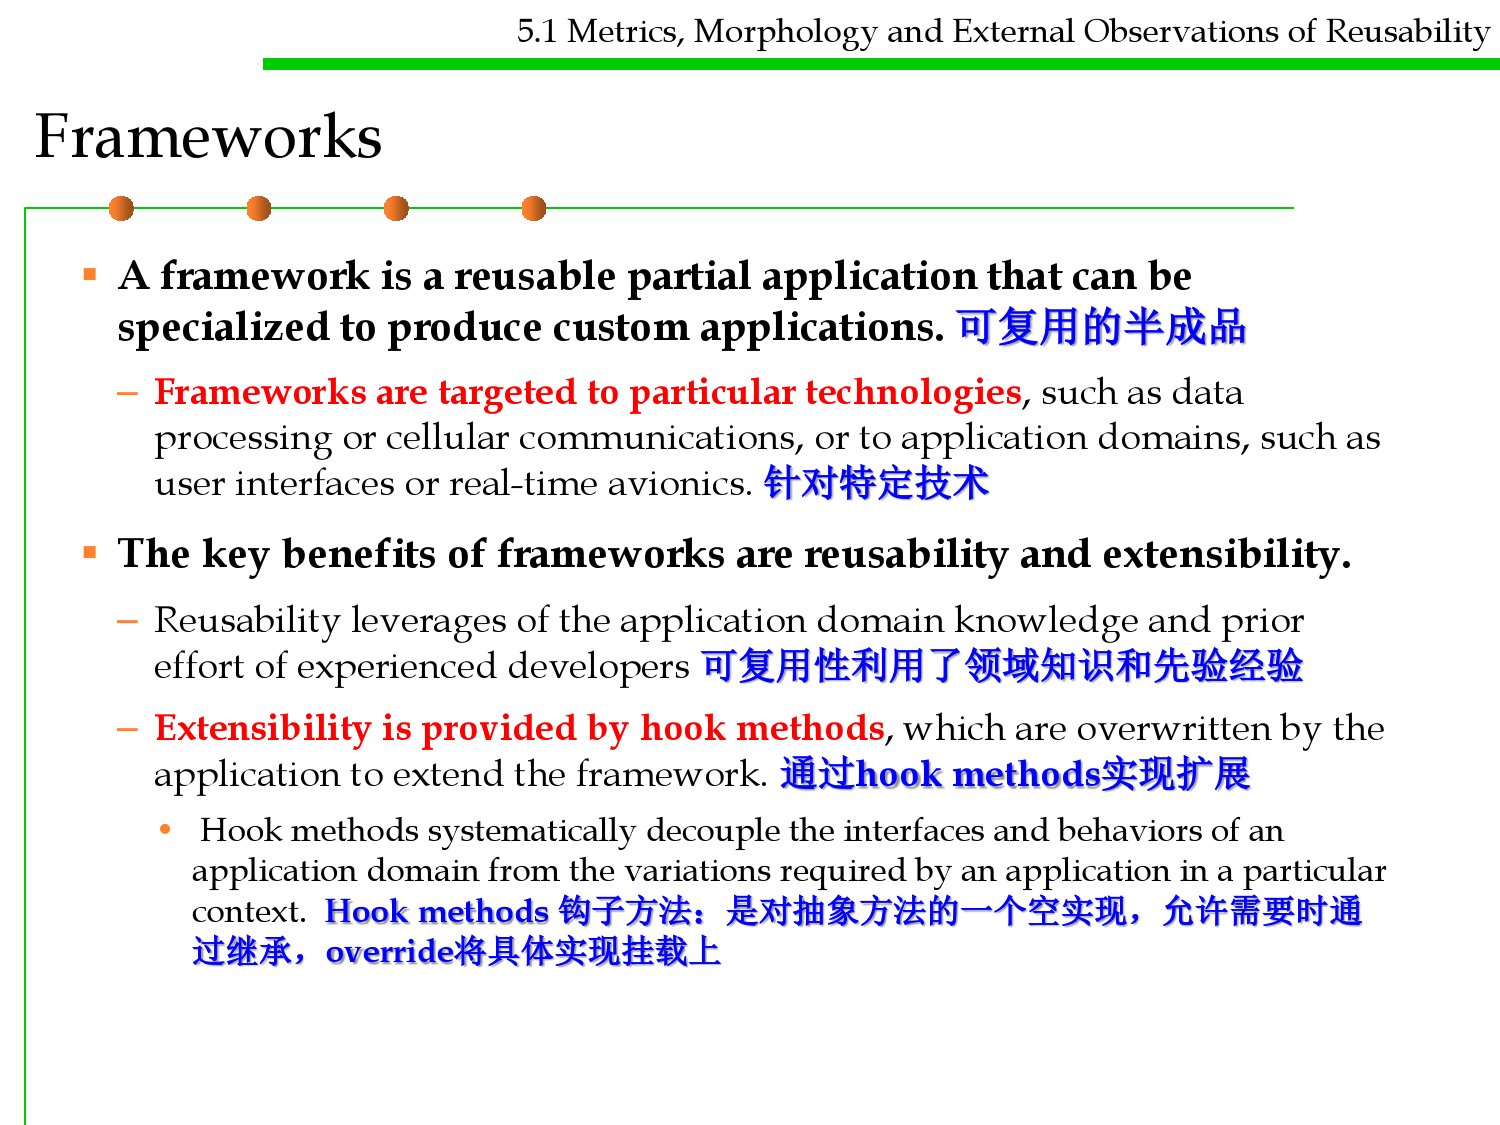 5.1 Metrics, Morphology and External Observations of Reusability
Frameworks
▪ A framework is a reusable partial application that can be
specialized to produce custom applications. 可复用的半成品
– Frameworks are targeted to particular technologies, such as data
processing or cellular communications, or to application domains, such as
user interfaces or real-time avionics. 针对特定技术
▪ The key benefits of frameworks are reusability and extensibility.
– Reusability leverages of the application domain knowledge and prior
effort of experienced developers 可复用性利用了领域知识和先验经验
– Extensibility is provided by hook methods, which are overwritten by the
application to extend the framework. 通过hook methods实现扩展
• Hook methods systematically decouple the interfaces and behaviors of an
application domain from the variations required by an application in a particular
context. Hook methods 钩子方法：是对抽象方法的一个空实现，允许需要时通
过继承，override将具体实现挂载上